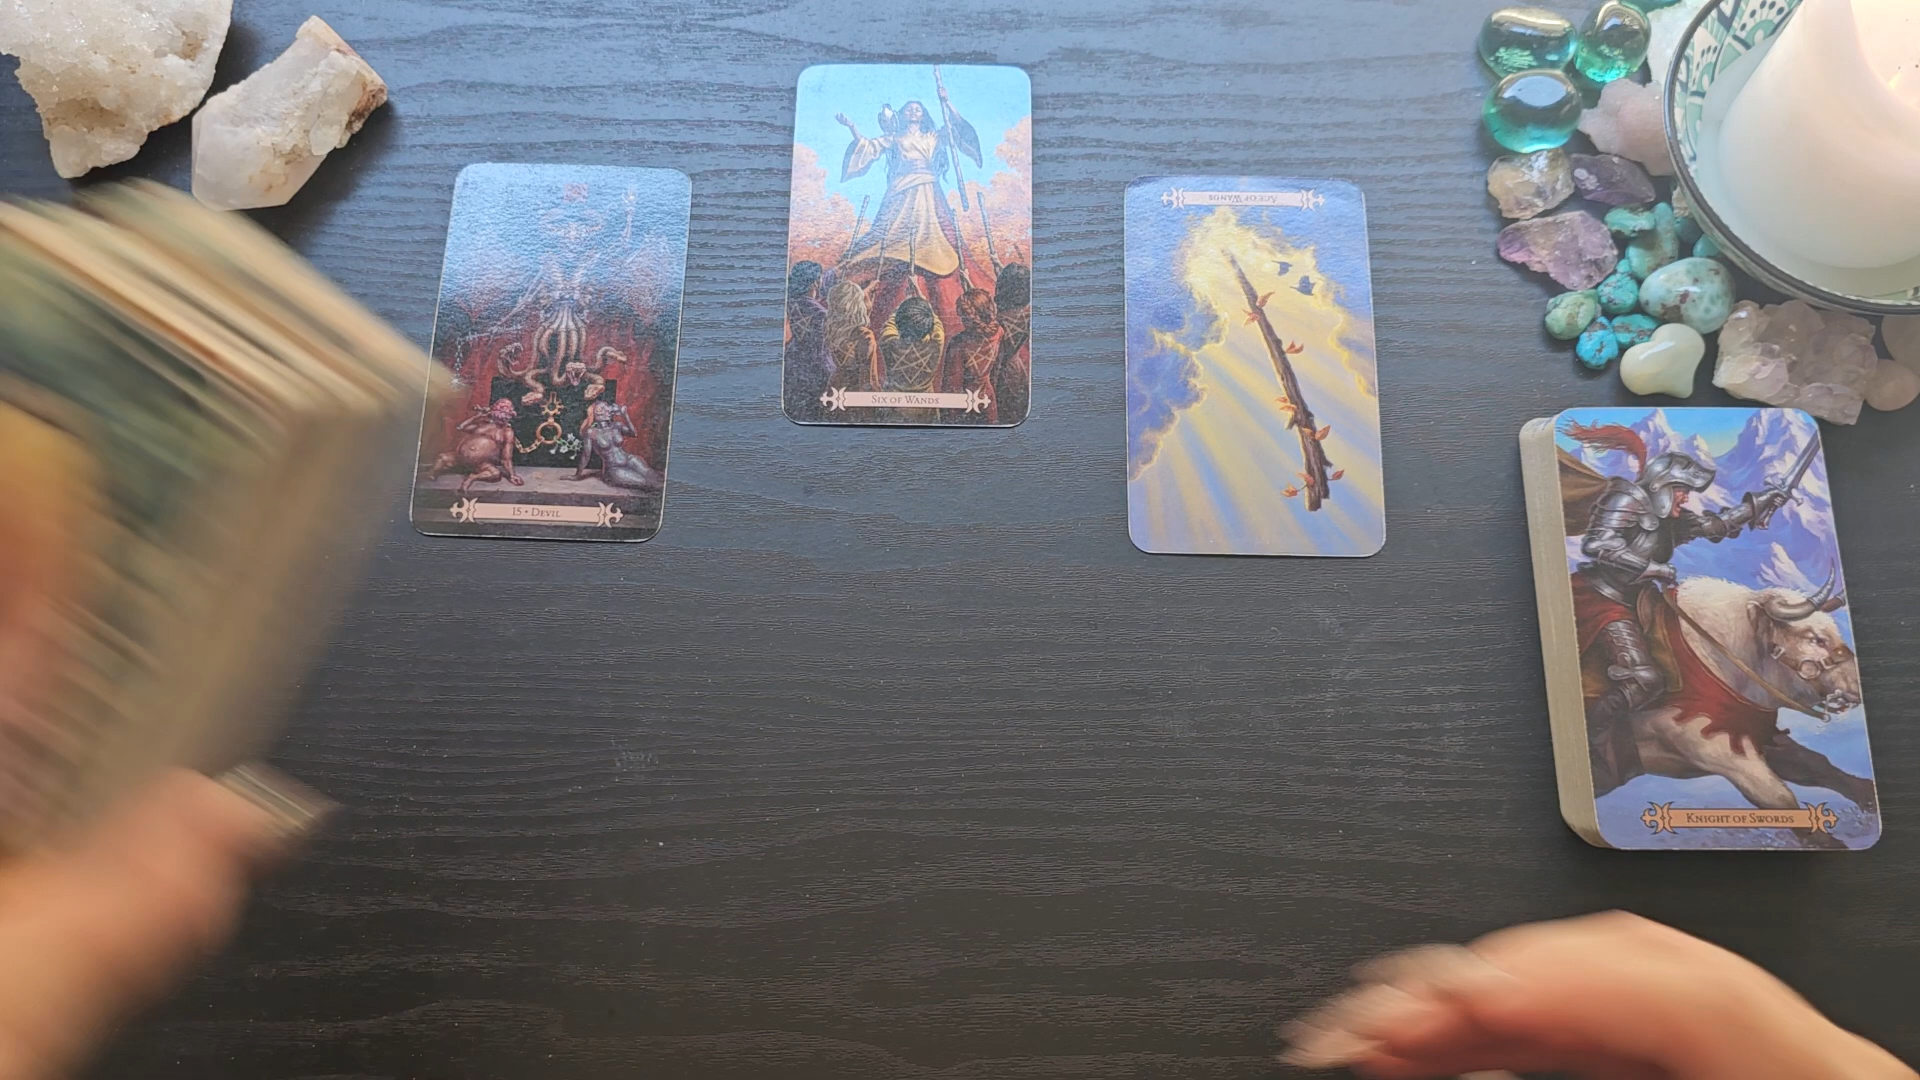 15 • Devil
Six of Wands
Ace of Wands
Knight of Swords